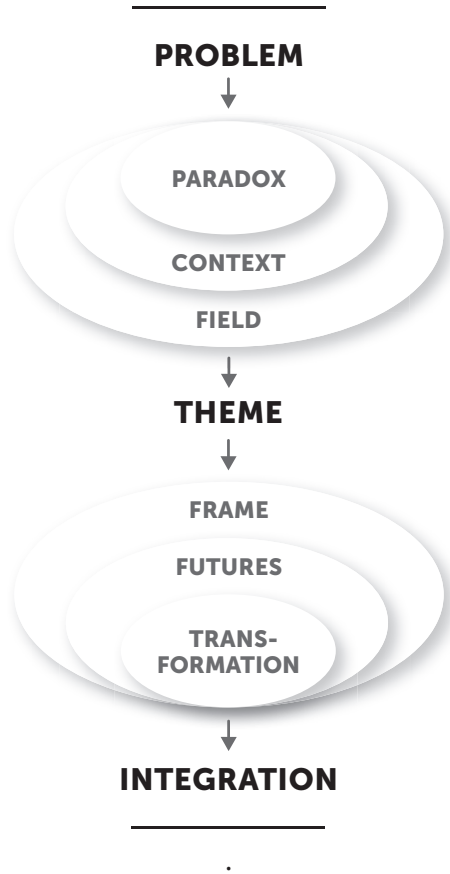 PROBLEM
PARADOX
CONTEXT
FIELD
THEME
FRAME
FUTURES
TRANS-
FORMATION
INTEGRATION
.